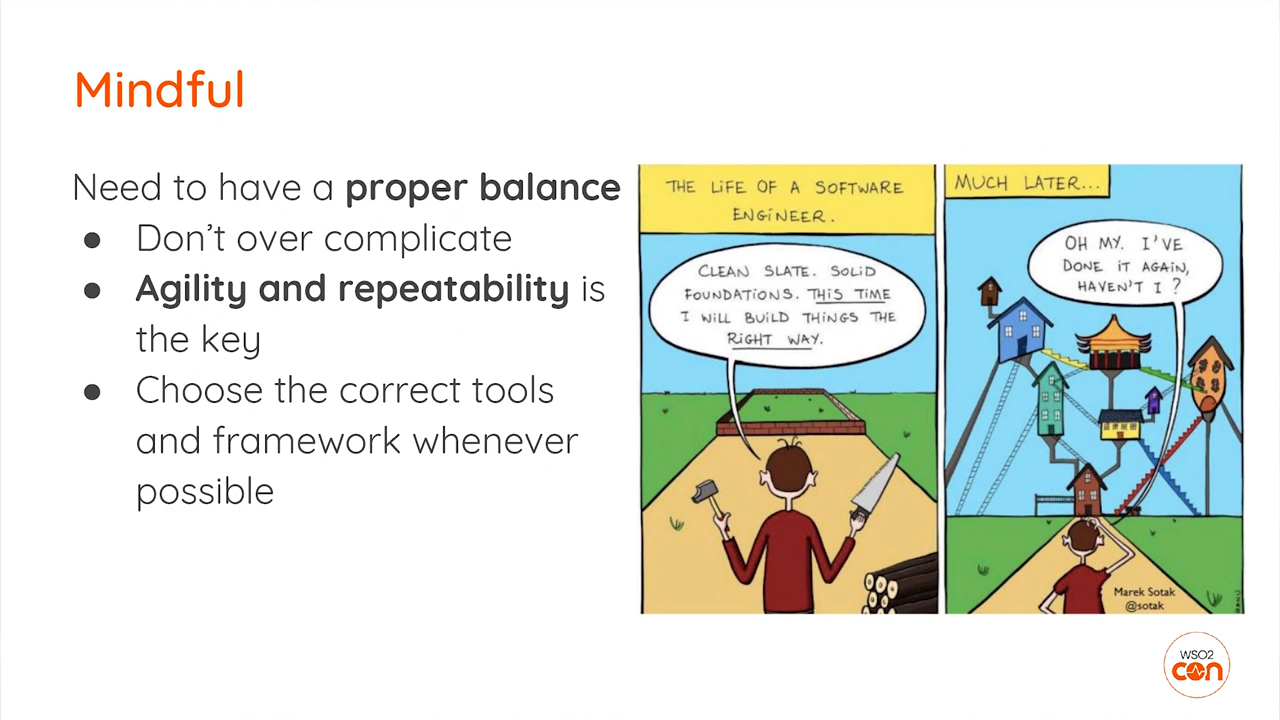 Mindful
Need to have a proper balance
● Don’t over complicate
● Agility and repeatability is
the key
● Choose the correct tools
and framework whenever
possible
THE LIFE OF A SOFTWARE
ENGINEER.
CLEAN SLATE. SOLID
FOUNDATIONS. THIS TIME
I WILL BUILD THINGS THE
RIGHT WAY.
MUCH LATER...
OH MY. I'VE
DONE IT AGAIN,
HAVEN'T I ?
Marek Sotak
@sotak
WSO2
con